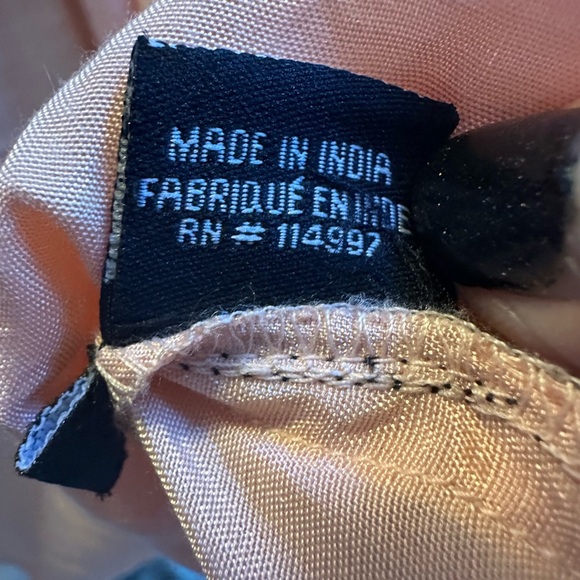 MADE IN INDIA
FABRIQUÉ EN INDE
RN # 114997